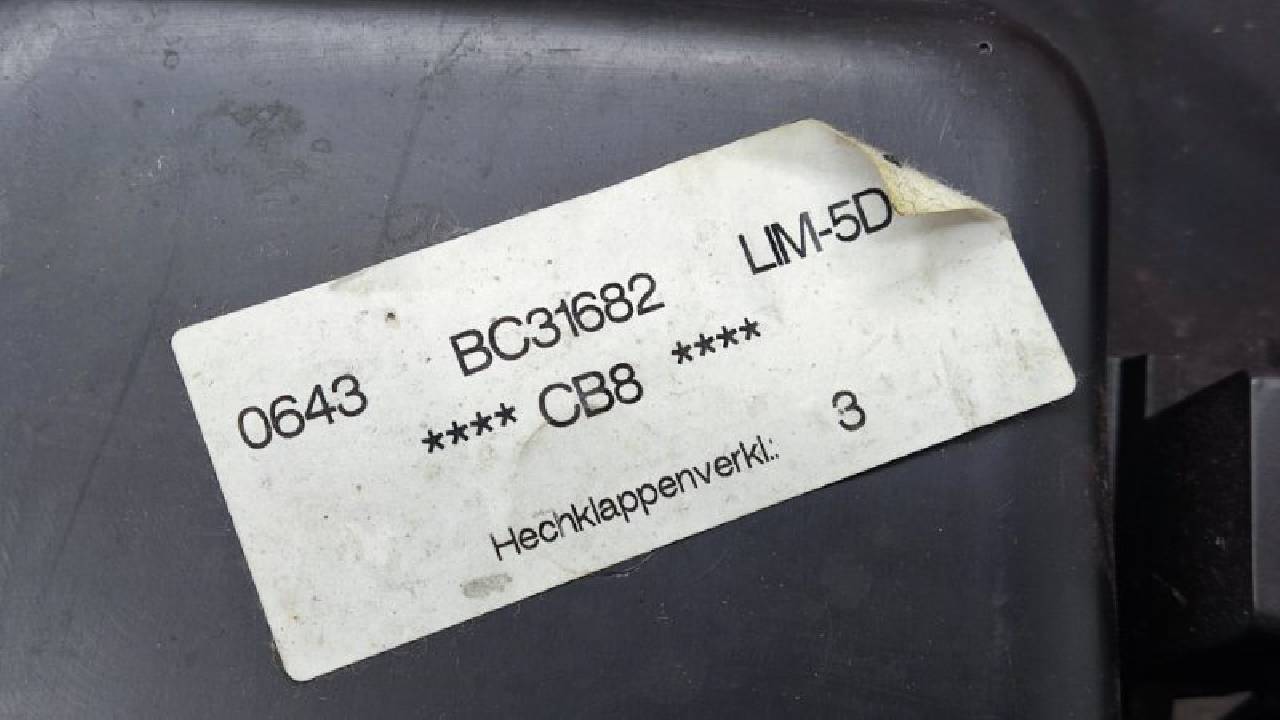 0643 BC31682 LIM-5D
**** CB8 ****
Hechklappenverkl.: 3